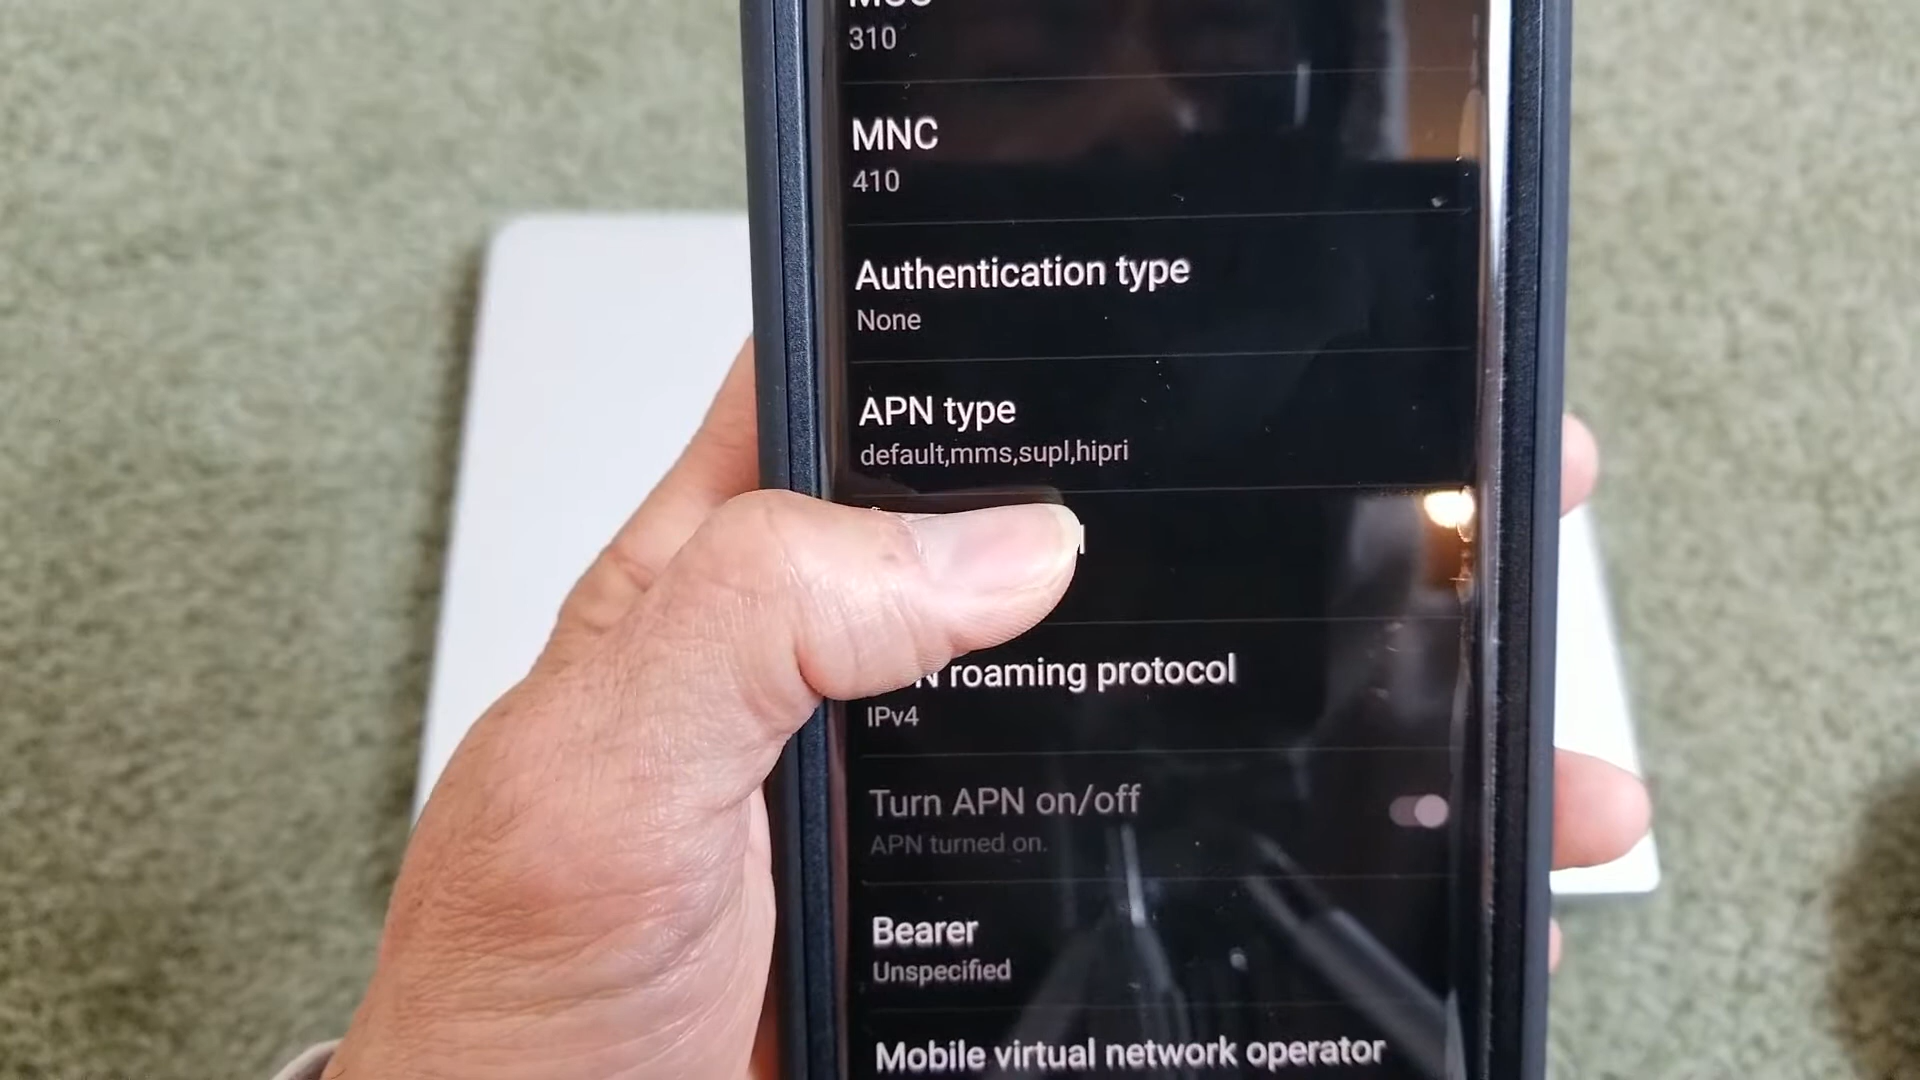 310
MNC
410
Authentication type
None
APN type
default,mms,supl,hipri
roaming protocol
IPv4
Turn APN on/off
APN turned on.
Bearer
Unspecified
Mobile virtual network operator